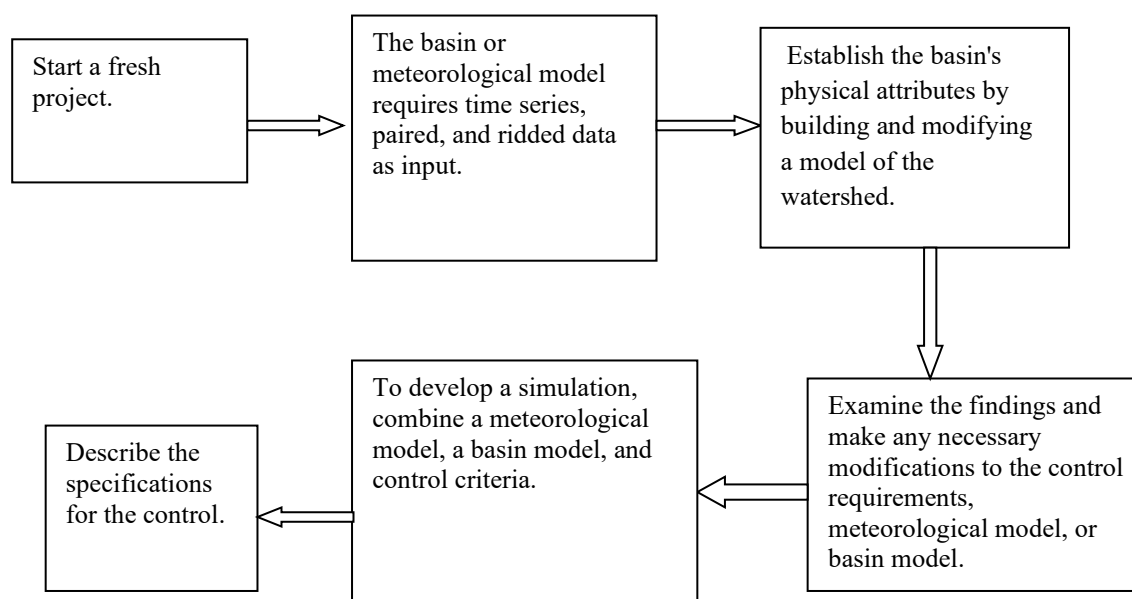 Start a fresh
project.
The basin or
meteorological model
requires time series,
paired, and ridded data
as input.
Establish the basin's
physical attributes by
building and modifying
a model of the
watershed.
Examine the findings and
make any necessary
modifications to the control
requirements,
meteorological model, or
basin model.
To develop a simulation,
combine a meteorological
model, a basin model, and
control criteria.
Describe the
specifications
for the control.